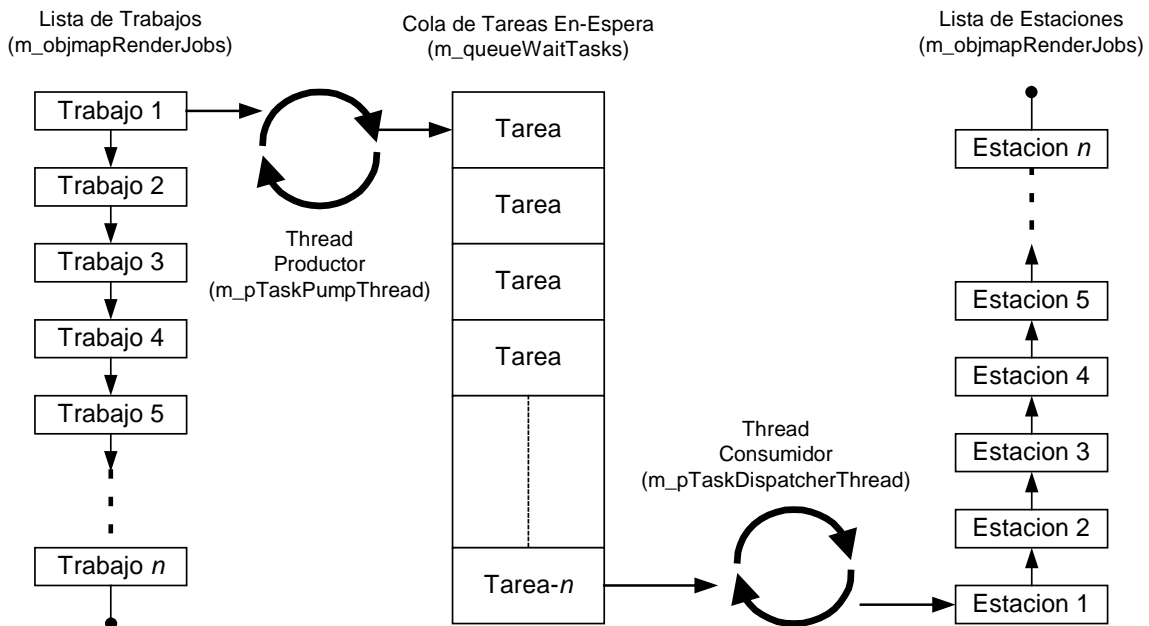 Lista de Trabajos
(m_objmapRenderJobs)
Trabajo 1
Trabajo 2
Trabajo 3
Trabajo 4
Trabajo 5
Trabajo n
Thread
Productor
(m_pTaskPumpThread)
Cola de Tareas En-Espera
(m_queueWaitTasks)
Tarea
Tarea
Tarea
Tarea
Tarea-n
Thread
Consumidor
(m_pTaskDispatcherThread)
Lista de Estaciones
(m_objmapRenderJobs)
Estacion n
Estacion 5
Estacion 4
Estacion 3
Estacion 2
Estacion 1